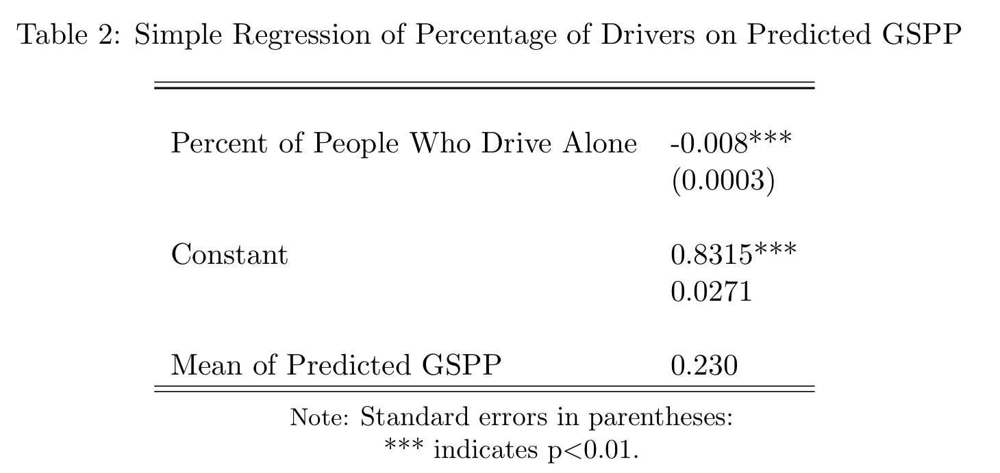 Table 2: Simple Regression of Percentage of Drivers on Predicted GSPP
Percent of People Who Drive Alone -0.008***
(0.0003)
Constant 0.8315***
0.0271
Mean of Predicted GSPP 0.230
Note: Standard errors in parentheses:
*** indicates p<0.01.